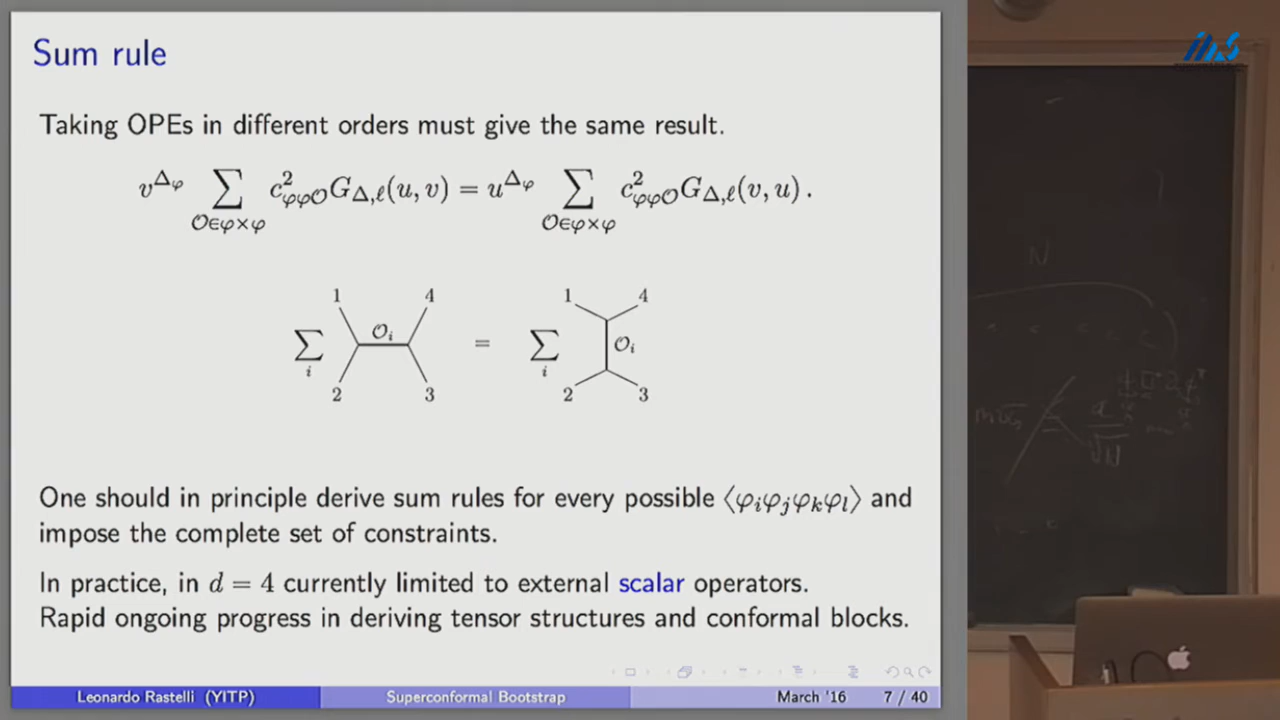 Sum rule
Taking OPEs in different orders must give the same result.
v^{Δ_φ} ∑_{O∈φ×φ} c²_{φφO} G_{Δ,ℓ}(u, v) = u^{Δ_φ} ∑_{O∈φ×φ} c²_{φφO} G_{Δ,ℓ}(v, u) .
1 4 1 4
∑_i O_i = ∑_i O_i
2 3 2 3
One should in principle derive sum rules for every possible ⟨φ_iφ_jφ_kφ_l⟩ and
impose the complete set of constraints.
In practice, in d = 4 currently limited to external scalar operators.
Rapid ongoing progress in deriving tensor structures and conformal blocks.
Leonardo Rastelli (YITP) Superconformal Bootstrap March '16 7 / 40
N